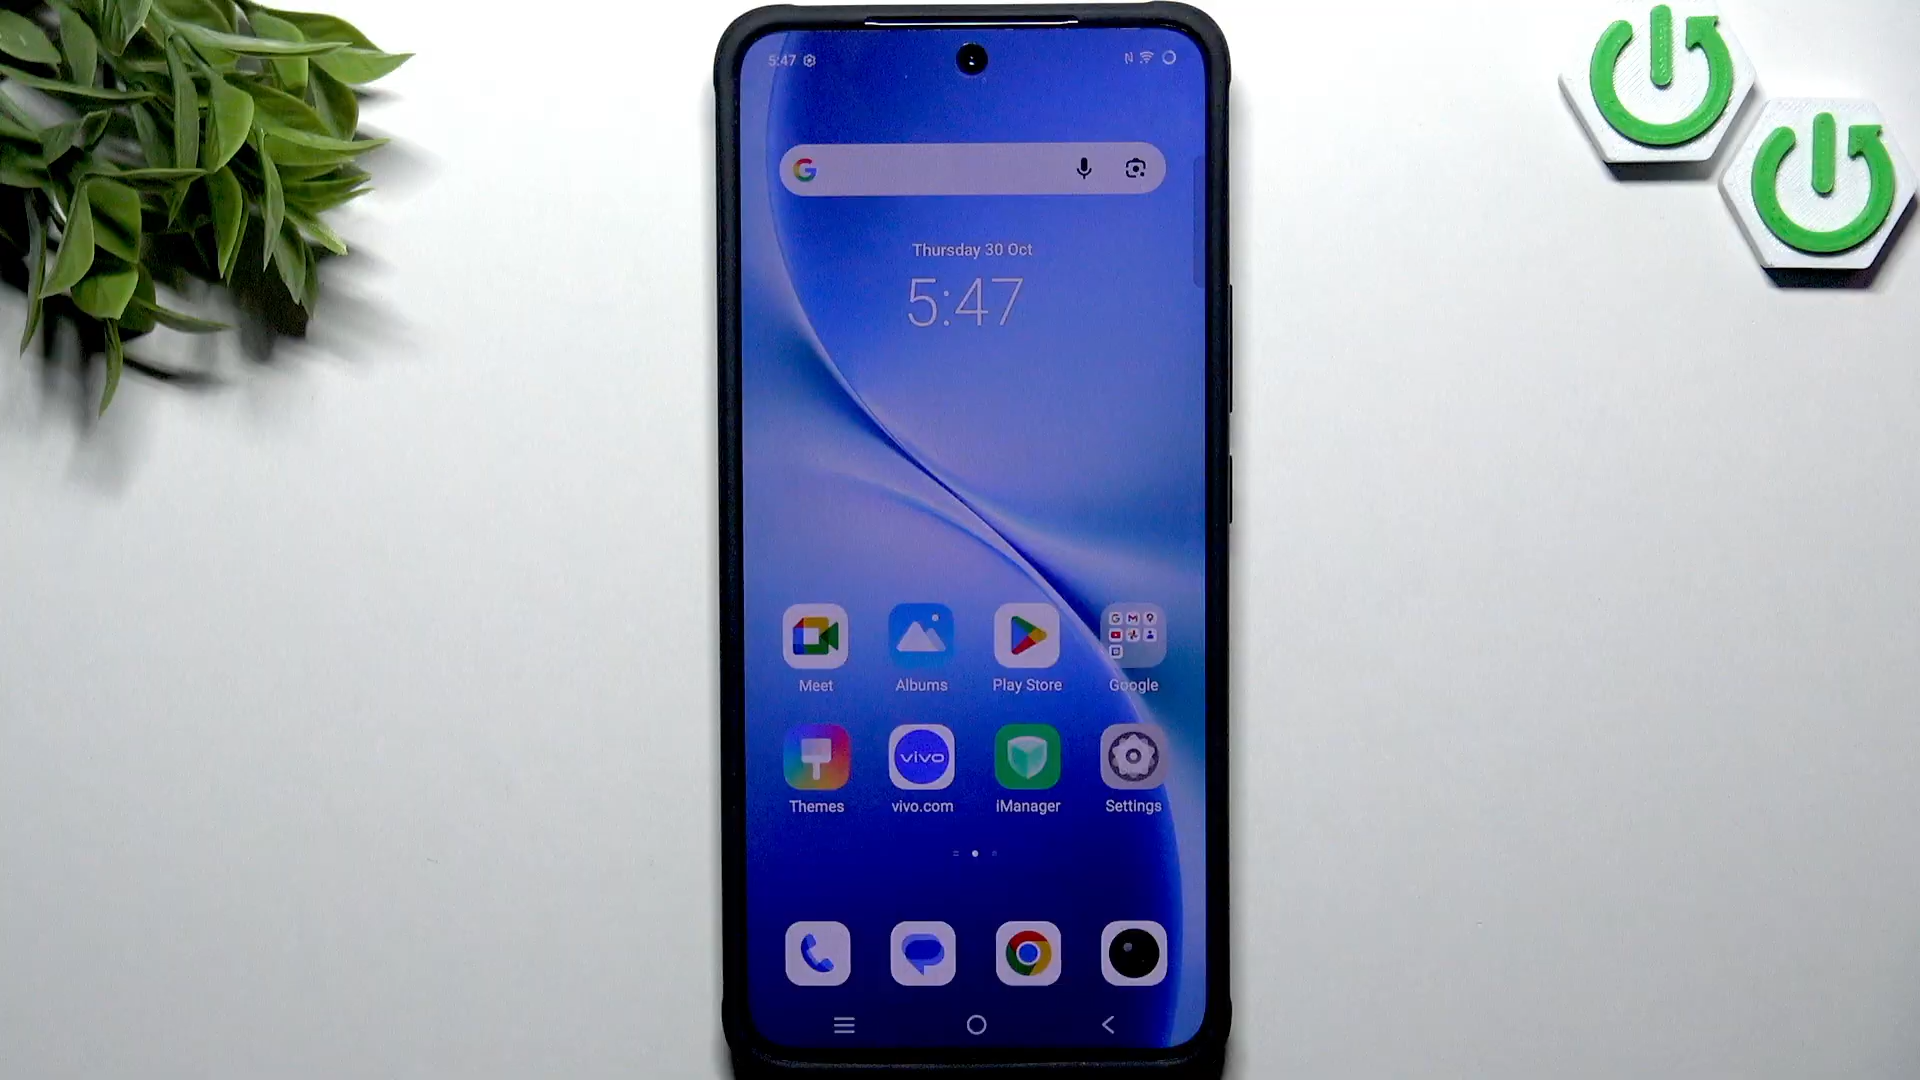 5:47
Thursday 30 Oct
5:47
Meet
Albums
Play Store
Google
Themes
vivo
vivo.com
iManager
Settings